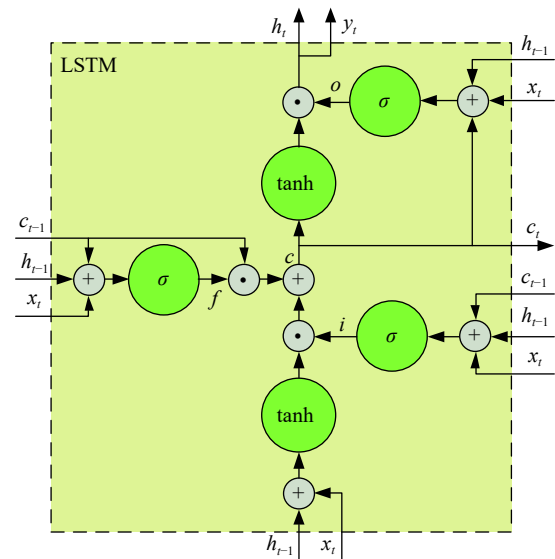 h_t y_t
LSTM
h_{t-1}
o σ + x_t
tanh
c_{t-1} c c_t
h_{t-1} + σ f +
x_t
c_{t-1}
i σ + h_{t-1}
x_t
tanh
+
h_{t-1} x_t